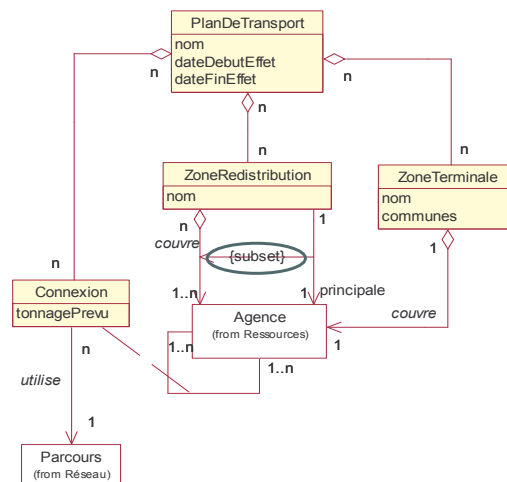 PlanDeTransport
nom
dateDebutEffet
dateFinEffet
n
n
n
n
n
ZoneRedistribution
nom
ZoneTerminale
nom
communes
n
1
couvre
1
{subset}
n
1..n
1
principale
Connexion
tonnagePrevu
Agence
(from Ressources)
couvre
1
n
1..n
1..n
utilise
1
Parcours
(from Réseau)